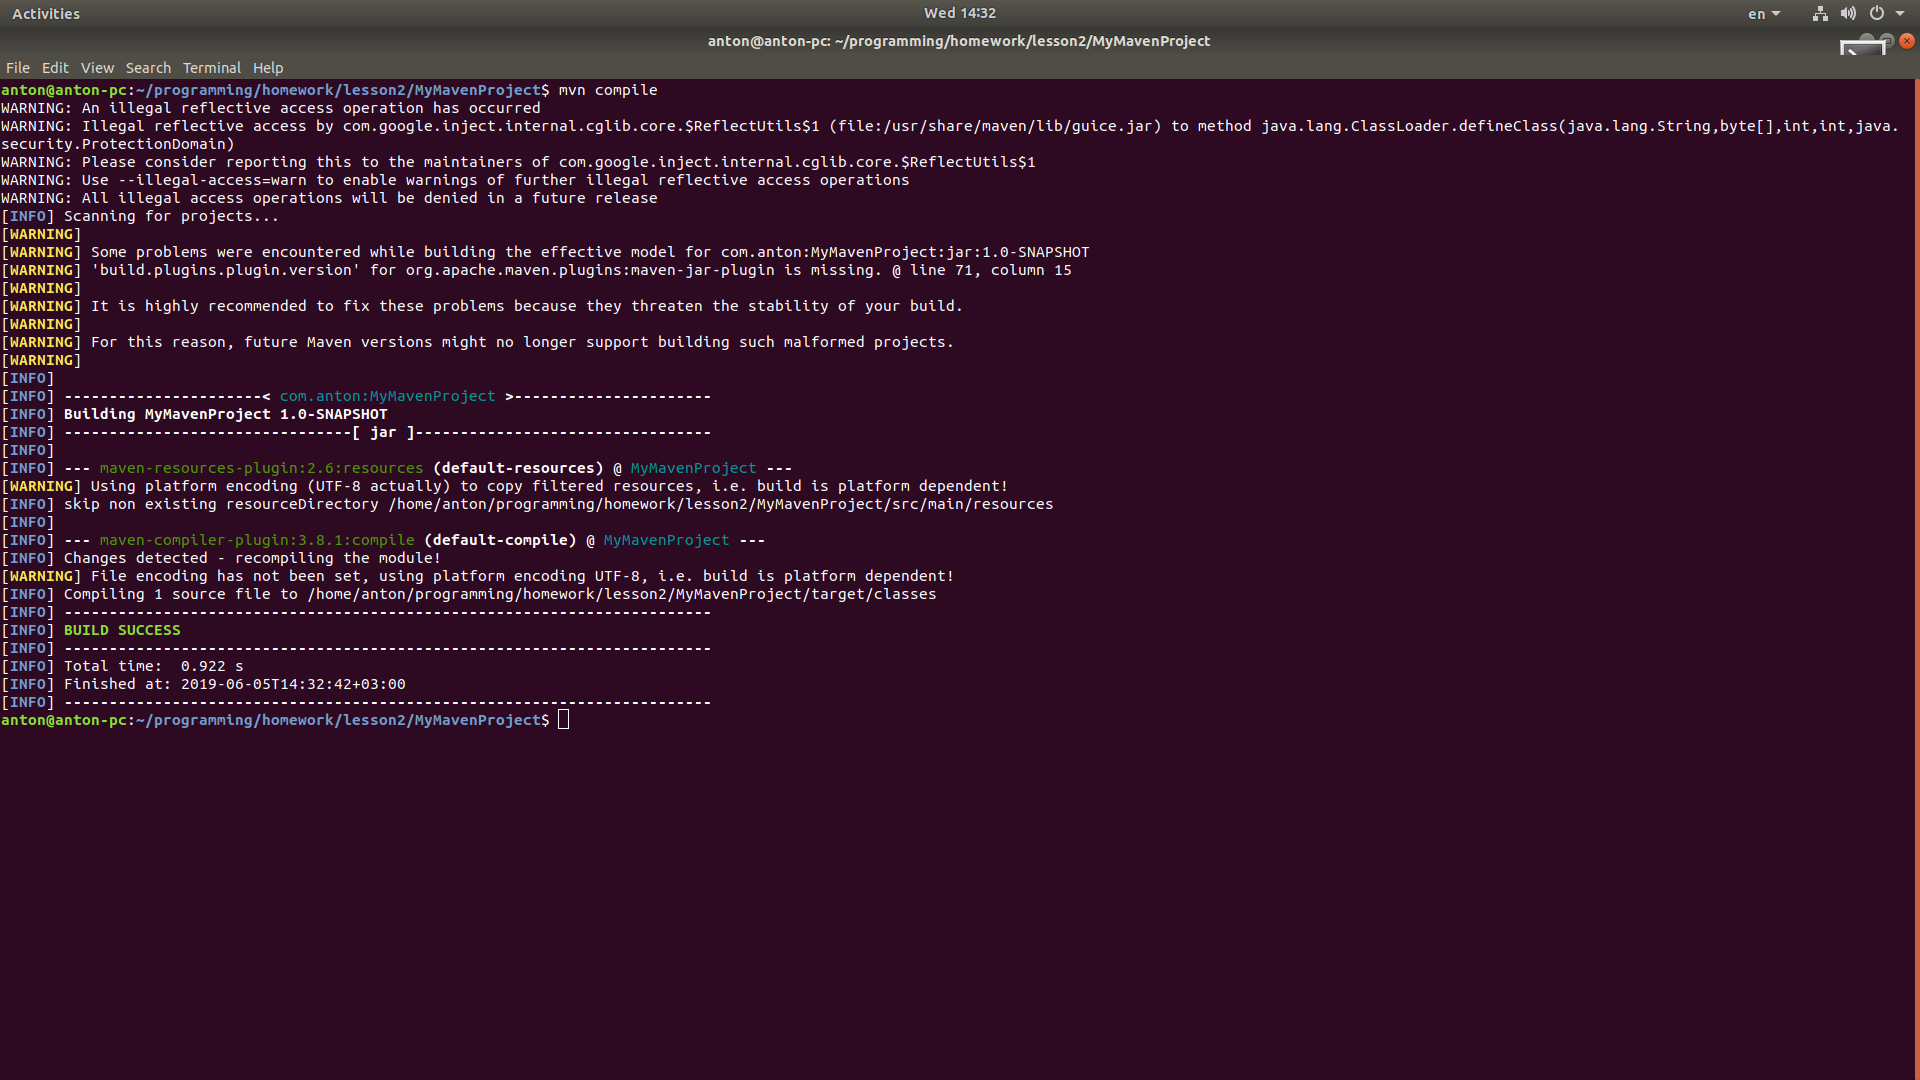 Activities
Wed 14:32
en
anton@anton-pc: ~/programming/homework/lesson2/MyMavenProject
File Edit View Search Terminal Help
anton@anton-pc:~/programming/homework/lesson2/MyMavenProject$ mvn compile
WARNING: An illegal reflective access operation has occurred
WARNING: Illegal reflective access by com.google.inject.internal.cglib.core.$ReflectUtils$1 (file:/usr/share/maven/lib/guice.jar) to method java.lang.ClassLoader.defineClass(java.lang.String,byte[],int,int,java.
security.ProtectionDomain)
WARNING: Please consider reporting this to the maintainers of com.google.inject.internal.cglib.core.$ReflectUtils$1
WARNING: Use --illegal-access=warn to enable warnings of further illegal reflective access operations
WARNING: All illegal access operations will be denied in a future release
[INFO] Scanning for projects...
[WARNING]
[WARNING] Some problems were encountered while building the effective model for com.anton:MyMavenProject:jar:1.0-SNAPSHOT
[WARNING] 'build.plugins.plugin.version' for org.apache.maven.plugins:maven-jar-plugin is missing. @ line 71, column 15
[WARNING]
[WARNING] It is highly recommended to fix these problems because they threaten the stability of your build.
[WARNING]
[WARNING] For this reason, future Maven versions might no longer support building such malformed projects.
[WARNING]
[INFO]
[INFO] ----------------------< com.anton:MyMavenProject >----------------------
[INFO] Building MyMavenProject 1.0-SNAPSHOT
[INFO] --------------------------------[ jar ]---------------------------------
[INFO]
[INFO] --- maven-resources-plugin:2.6:resources (default-resources) @ MyMavenProject ---
[WARNING] Using platform encoding (UTF-8 actually) to copy filtered resources, i.e. build is platform dependent!
[INFO] skip non existing resourceDirectory /home/anton/programming/homework/lesson2/MyMavenProject/src/main/resources
[INFO]
[INFO] --- maven-compiler-plugin:3.8.1:compile (default-compile) @ MyMavenProject ---
[INFO] Changes detected - recompiling the module!
[WARNING] File encoding has not been set, using platform encoding UTF-8, i.e. build is platform dependent!
[INFO] Compiling 1 source file to /home/anton/programming/homework/lesson2/MyMavenProject/target/classes
[INFO] ------------------------------------------------------------------------
[INFO] BUILD SUCCESS
[INFO] ------------------------------------------------------------------------
[INFO] Total time:  0.922 s
[INFO] Finished at: 2019-06-05T14:32:42+03:00
[INFO] ------------------------------------------------------------------------
anton@anton-pc:~/programming/homework/lesson2/MyMavenProject$